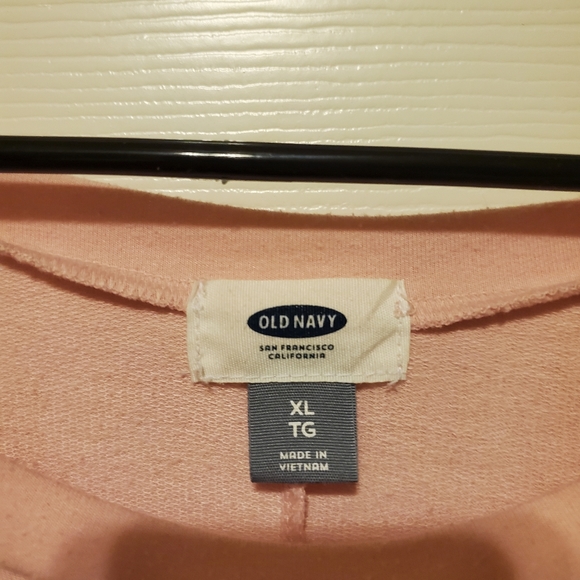 OLD NAVY
SAN FRANCISCO
CALIFORNIA
XL
TG
MADE IN
VIETNAM